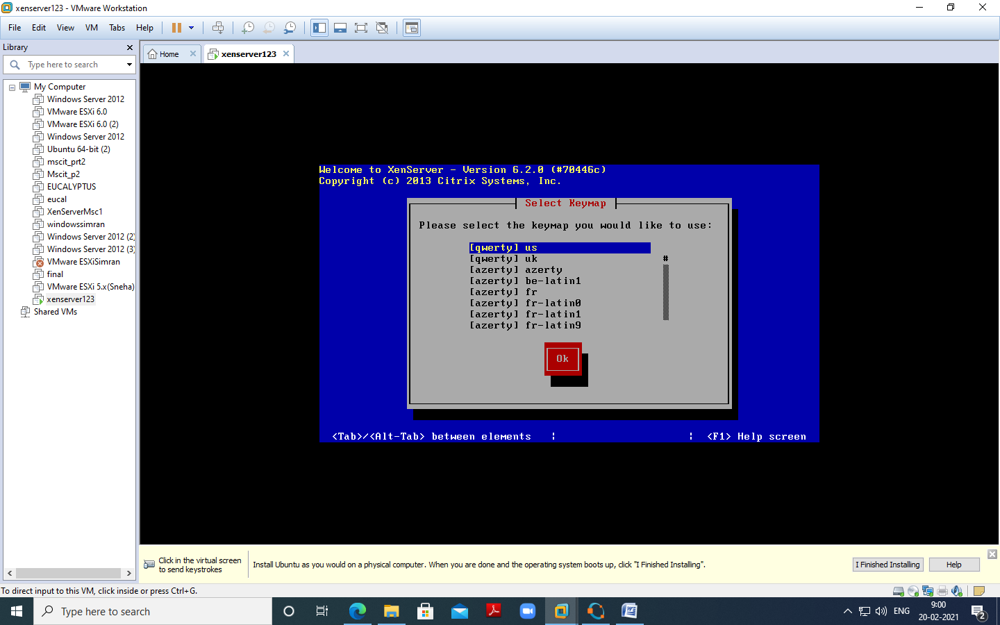 xenserver123 - VMware Workstation
File Edit View VM Tabs Help
Library
Type here to search
Home
xenserver123
My Computer
Windows Server 2012
VMware ESXi 6.0
VMware ESXi 6.0 (2)
Windows Server 2012
Ubuntu 64-bit (2)
mscit_prt2
Mscit_p2
EUCALYPTUS
eucal
XenServerMsc1
windowssimran
Windows Server 2012 (2)
Windows Server 2012 (3)
VMware ESXiSimran
final
VMware ESXi 5.x(Sneha)
xenserver123
Shared VMs
Welcome to XenServer - Version 6.2.0 (#70446c)
Copyright (c) 2013 Citrix Systems, Inc.
Select Keymap
Please select the keymap you would like to use:
[qwerty] us
[qwerty] uk
#
[azerty] azerty
[azerty] be-latin1
[azerty] fr
[azerty] fr-latin0
[azerty] fr-latin1
[azerty] fr-latin9
Ok
<Tab>/<Alt-Tab> between elements ¦ ¦ <F1> Help screen
Click in the virtual screen
to send keystrokes
Install Ubuntu as you would on a physical computer. When you are done and the operating system boots up, click "I Finished Installing".
I Finished Installing
Help
To direct input to this VM, click inside or press Ctrl+G.
Type here to search
ENG
9:00
20-02-2021
2